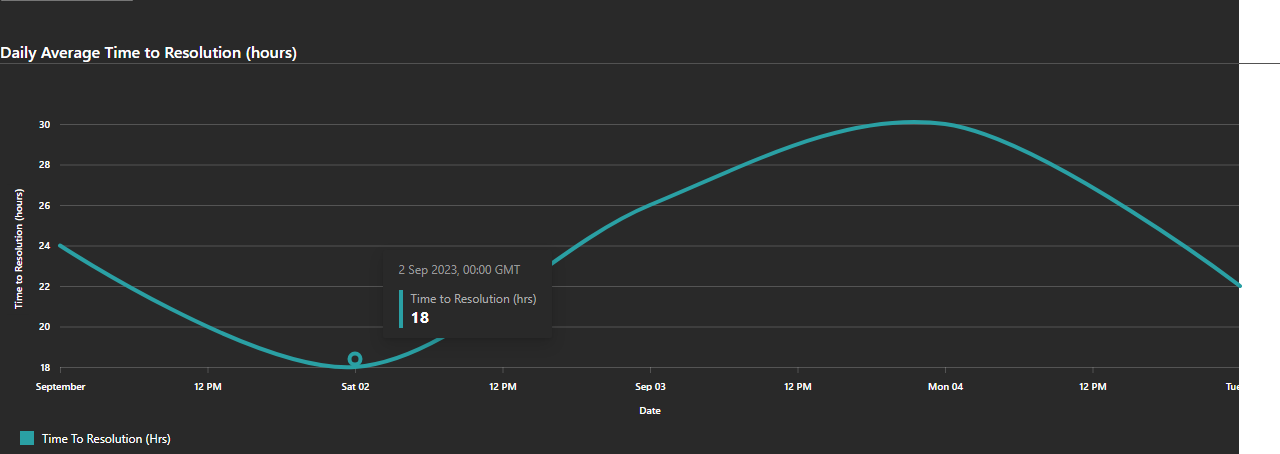 Daily Average Time to Resolution (hours)
Time to Resolution (hours)
30
28
26
24
22
20
18
2 Sep 2023, 00:00 GMT
Time to Resolution (hrs)
18
September 12 PM Sat 02 12 PM Sep 03 12 PM Mon 04 12 PM Tue
Date
Time To Resolution (Hrs)